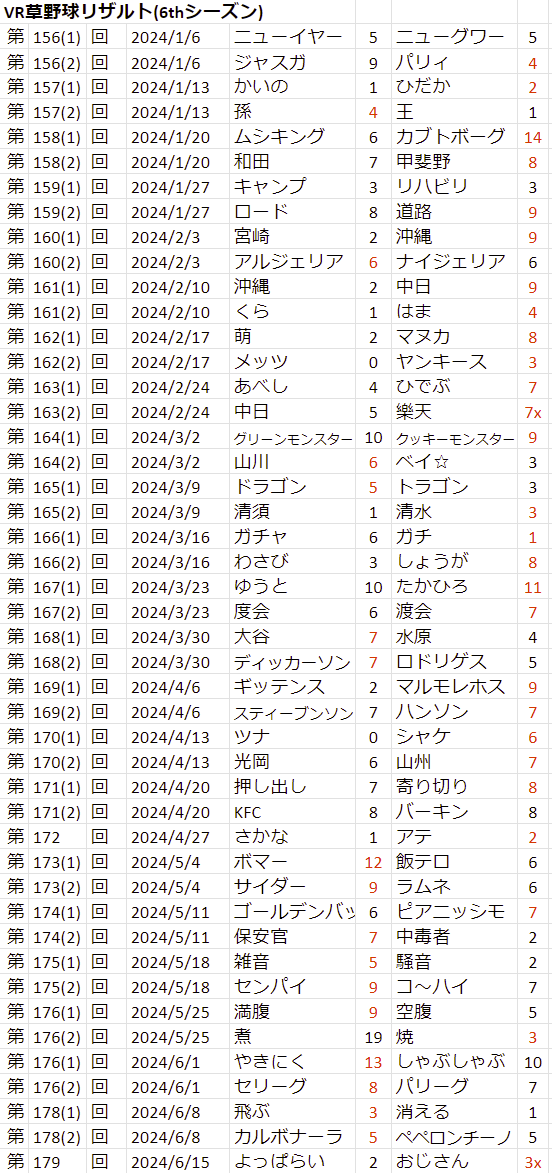 VR草野球リザルト(6thシーズン)
第 156(1) 回 2024/1/6 ニューイヤー 5 ニューグワー 5
第 156(2) 回 2024/1/6 ジャスガ 9 パリィ 4
第 157(1) 回 2024/1/13 かいの 1 ひだか 2
第 157(2) 回 2024/1/13 孫 4 王 1
第 158(1) 回 2024/1/20 ムシキング 6 カブトボーグ 14
第 158(2) 回 2024/1/20 和田 7 甲斐野 8
第 159(1) 回 2024/1/27 キャンプ 3 リハビリ 3
第 159(2) 回 2024/1/27 ロード 8 道路 9
第 160(1) 回 2024/2/3 宮崎 2 沖縄 9
第 160(2) 回 2024/2/3 アルジェリア 6 ナイジェリア 6
第 161(1) 回 2024/2/10 沖縄 2 中日 9
第 161(2) 回 2024/2/10 くら 1 はま 4
第 162(1) 回 2024/2/17 萌 2 マヌカ 8
第 162(2) 回 2024/2/17 メッツ 0 ヤンキース 3
第 163(1) 回 2024/2/24 あべし 4 ひでぶ 7
第 163(2) 回 2024/2/24 中日 5 樂天 7x
第 164(1) 回 2024/3/2 グリーンモンスター 10 クッキーモンスター 9
第 164(2) 回 2024/3/2 山川 6 ベイ☆ 3
第 165(1) 回 2024/3/9 ドラゴン 5 トラゴン 3
第 165(2) 回 2024/3/9 清須 1 清水 3
第 166(1) 回 2024/3/16 ガチャ 6 ガチ 1
第 166(2) 回 2024/3/16 わさび 3 しょうが 8
第 167(1) 回 2024/3/23 ゆうと 10 たかひろ 11
第 167(2) 回 2024/3/23 度会 6 渡会 7
第 168(1) 回 2024/3/30 大谷 7 水原 4
第 168(2) 回 2024/3/30 ディッカーソン 7 ロドリゲス 5
第 169(1) 回 2024/4/6 ギッテンス 2 マルモレホス 9
第 169(2) 回 2024/4/6 スティーブンソン 7 ハンソン 7
第 170(1) 回 2024/4/13 ツナ 0 シャケ 6
第 170(2) 回 2024/4/13 光岡 6 山州 7
第 171(1) 回 2024/4/20 押し出し 7 寄り切り 8
第 171(2) 回 2024/4/20 KFC 8 バーキン 8
第 172 回 2024/4/27 さかな 1 アテ 2
第 173(1) 回 2024/5/4 ボマー 12 飯テロ 6
第 173(2) 回 2024/5/4 サイダー 9 ラムネ 6
第 174(1) 回 2024/5/11 ゴールデンバッ 6 ピアニッシモ 7
第 174(2) 回 2024/5/11 保安官 7 中毒者 2
第 175(1) 回 2024/5/18 雑音 5 騒音 2
第 175(2) 回 2024/5/18 センパイ 9 コ～ハイ 7
第 176(1) 回 2024/5/25 満腹 9 空腹 5
第 176(2) 回 2024/5/25 煮 19 焼 3
第 176(1) 回 2024/6/1 やきにく 13 しゃぶしゃぶ 10
第 176(2) 回 2024/6/1 セリーグ 8 パリーグ 7
第 178(1) 回 2024/6/8 飛ぶ 3 消える 1
第 178(2) 回 2024/6/8 カルボナーラ 5 ペペロンチーノ 5
第 179 回 2024/6/15 よっぱらい 2 おじさん 3x